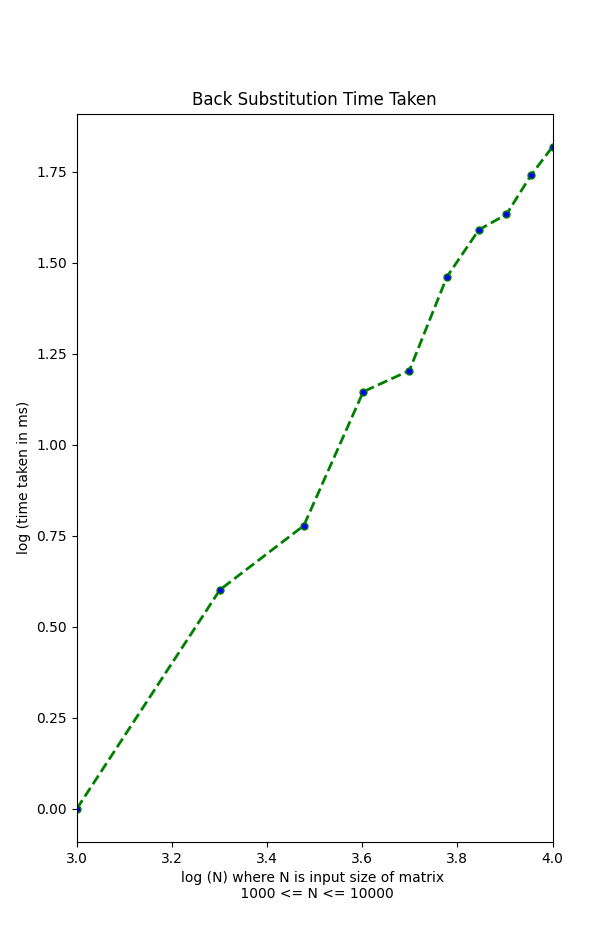 Back Substitution Time Taken
log (time taken in ms)
1.75
1.50
1.25
1.00
0.75
0.50
0.25
0.00
3.0 3.2 3.4 3.6 3.8 4.0
log (N) where N is input size of matrix
1000 <= N <= 10000